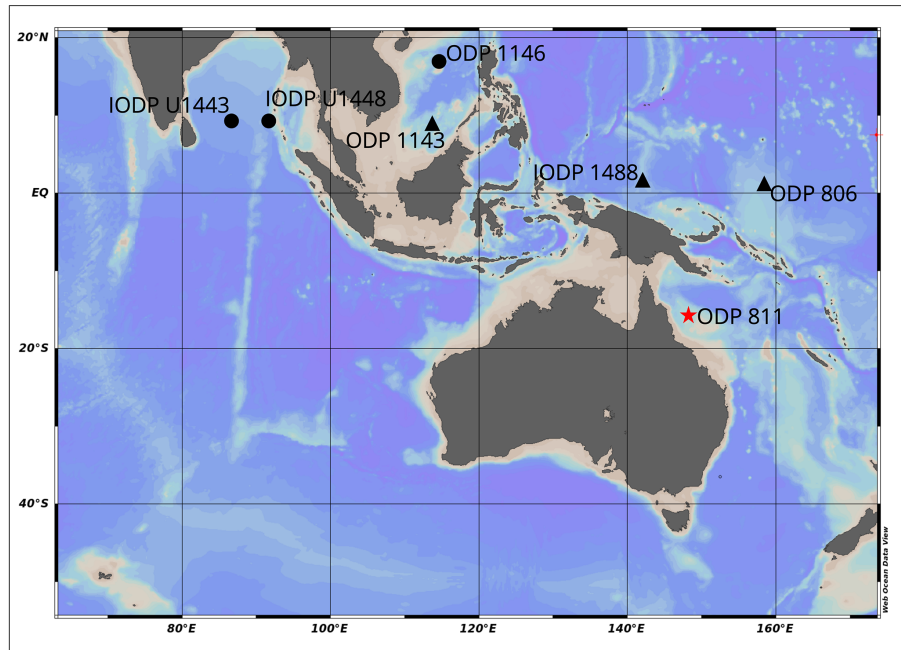 20°N
ODP 1146
IODP U1443
IODP U1448
ODP 1143
IODP 1488
EQ
ODP 806
ODP 811
20°S
40°S
Web Ocean Data View
80°E
100°E
120°E
140°E
160°E